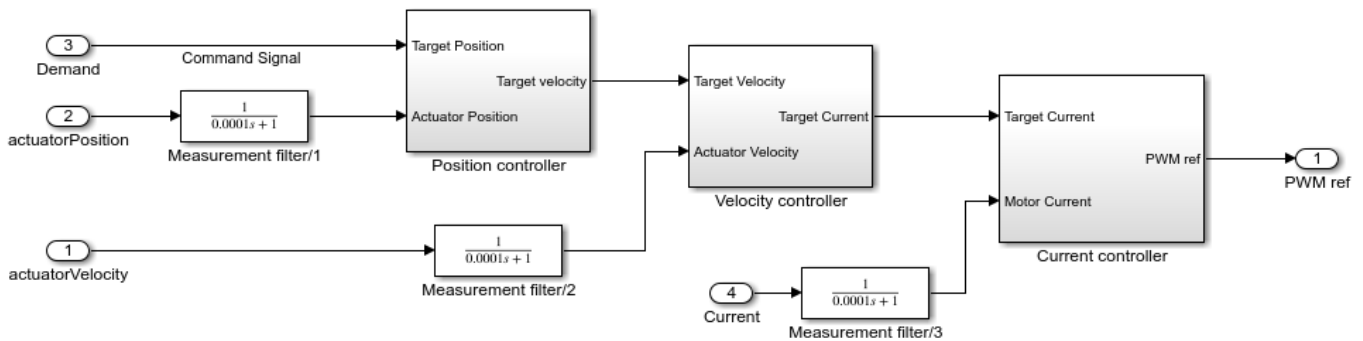 3
Demand
Command Signal
2
actuatorPosition
1
0.0001s + 1
Measurement filter/1
Target Position
Target velocity
Actuator Position
Position controller
1
actuatorVelocity
1
0.0001s + 1
Measurement filter/2
Target Velocity
Target Current
Actuator Velocity
Velocity controller
4
Current
1
0.0001s + 1
Measurement filter/3
Target Current
PWM ref
Motor Current
Current controller
1
PWM ref